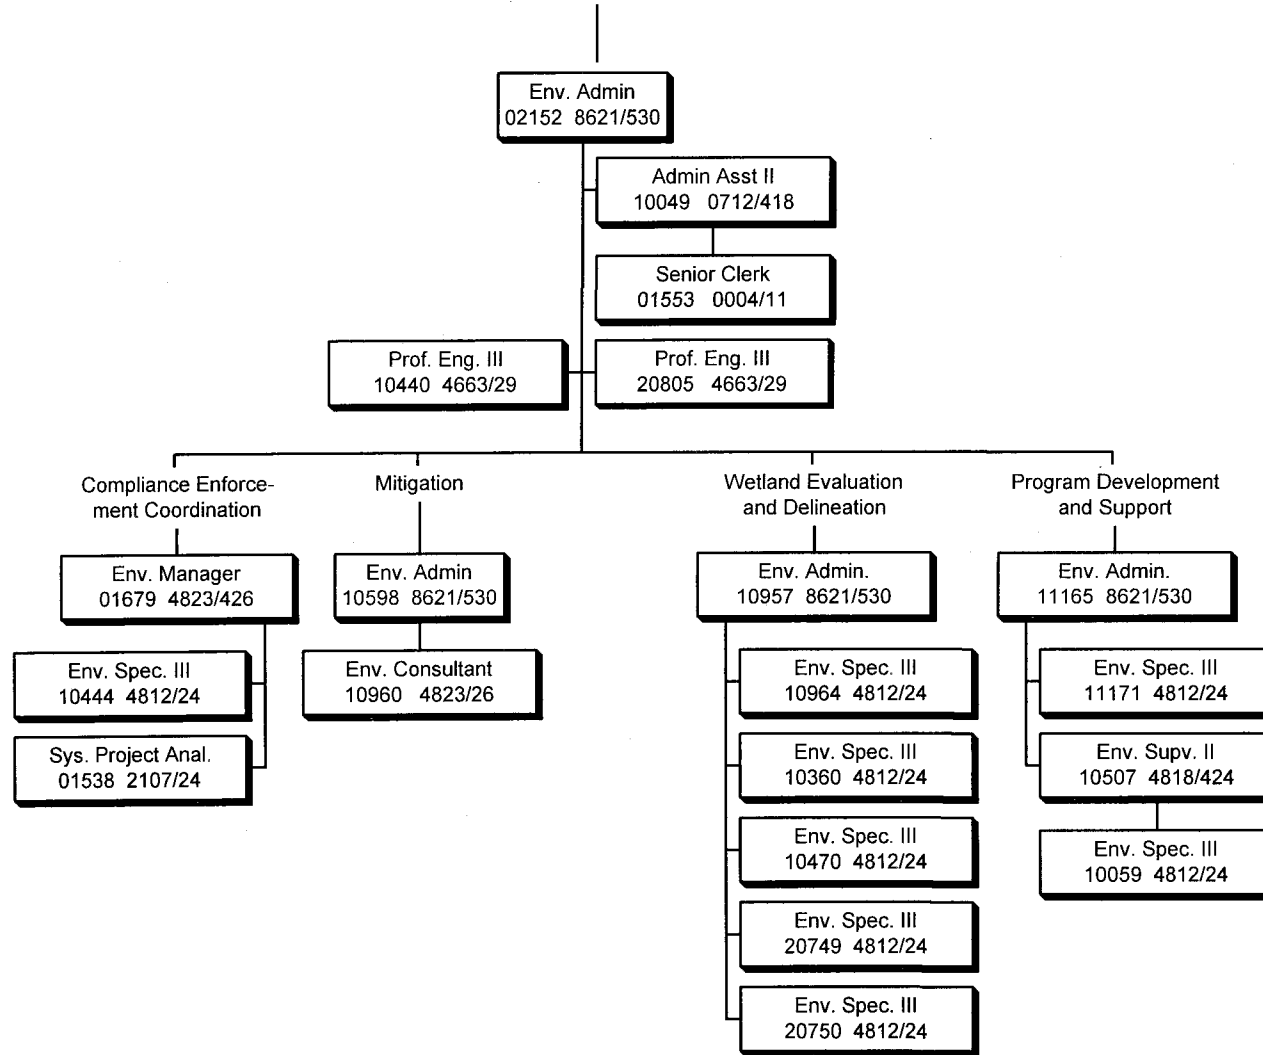 Env. Admin
02152 8621/530
Admin Asst II
10049 0712/418
Senior Clerk
01553 0004/11
Prof. Eng. III
10440 4663/29
Prof. Eng. III
20805 4663/29
Compliance Enforce-
ment Coordination
Env. Manager
01679 4823/426
Env. Spec. III
10444 4812/24
Sys. Project Anal.
01538 2107/24
Mitigation
Env. Admin
10598 8621/530
Env. Consultant
10960 4823/26
Wetland Evaluation
and Delineation
Env. Admin.
10957 8621/530
Env. Spec. III
10964 4812/24
Env. Spec. III
10360 4812/24
Env. Spec. III
10470 4812/24
Env. Spec. III
20749 4812/24
Env. Spec. III
20750 4812/24
Program Development
and Support
Env. Admin.
11165 8621/530
Env. Spec. III
11171 4812/24
Env. Supv. II
10507 4818/424
Env. Spec. III
10059 4812/24